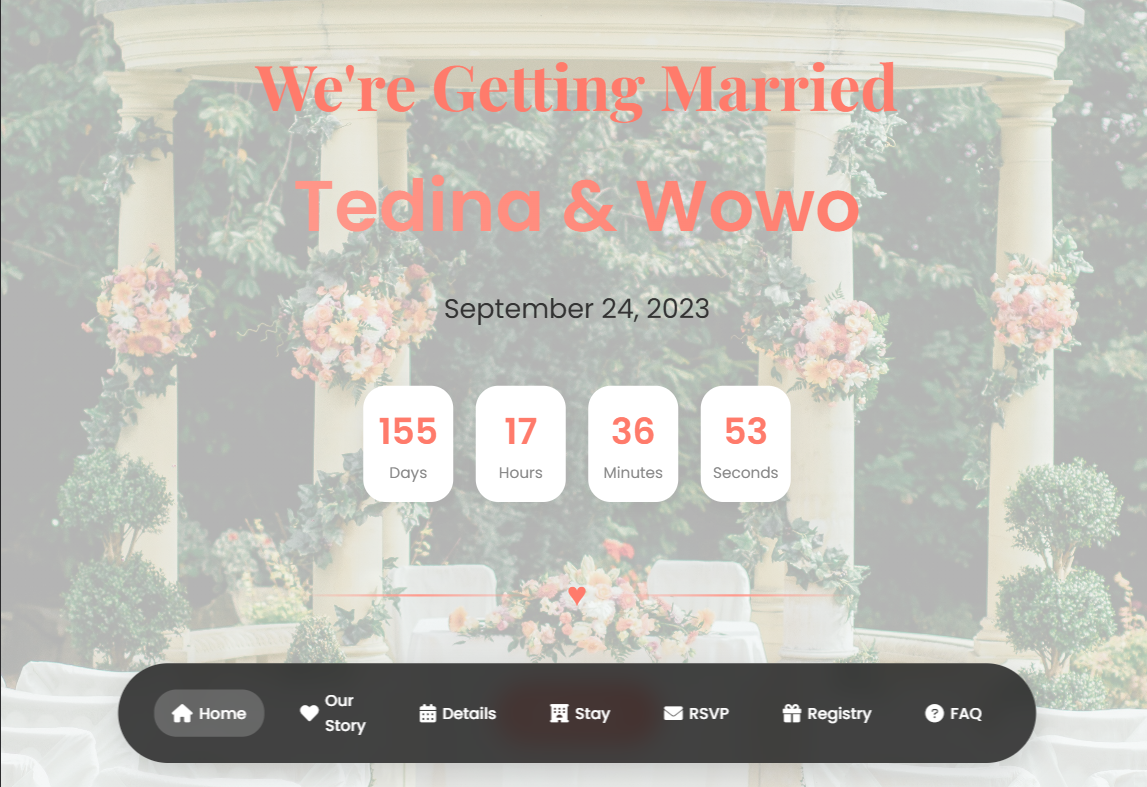 We're Getting Married
Tedina & Wowo
September 24, 2023
155 17 36 53
Days Hours Minutes Seconds
Home Our Story Details Stay RSVP Registry FAQ